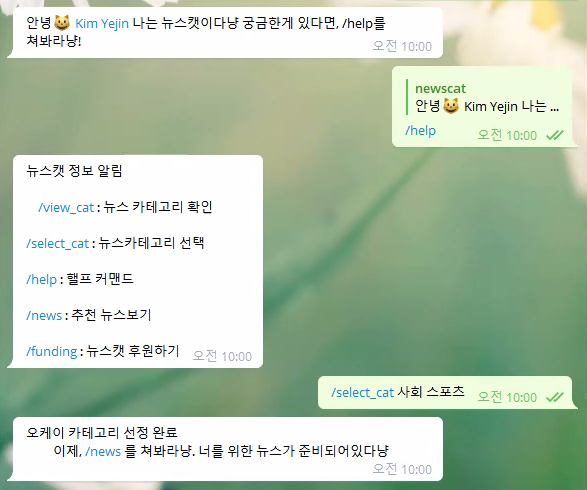 안녕😺 Kim Yejin 나는 뉴스캣이다냥 궁금한게 있다면, /help를
쳐봐라냥!
오전 10:00
newscat
안녕😺 Kim Yejin 나는 ...
/help
오전 10:00
뉴스캣 정보 알림
/view_cat : 뉴스 카테고리 확인
/select_cat : 뉴스카테고리 선택
/help : 핼프 커맨드
/news : 추천 뉴스보기
/funding : 뉴스캣 후원하기
오전 10:00
/select_cat 사회 스포츠
오전 10:00
오케이 카테고리 선정 완료
이제, /news 를 쳐봐라냥. 너를 위한 뉴스가 준비되어있다냥
오전 10:00